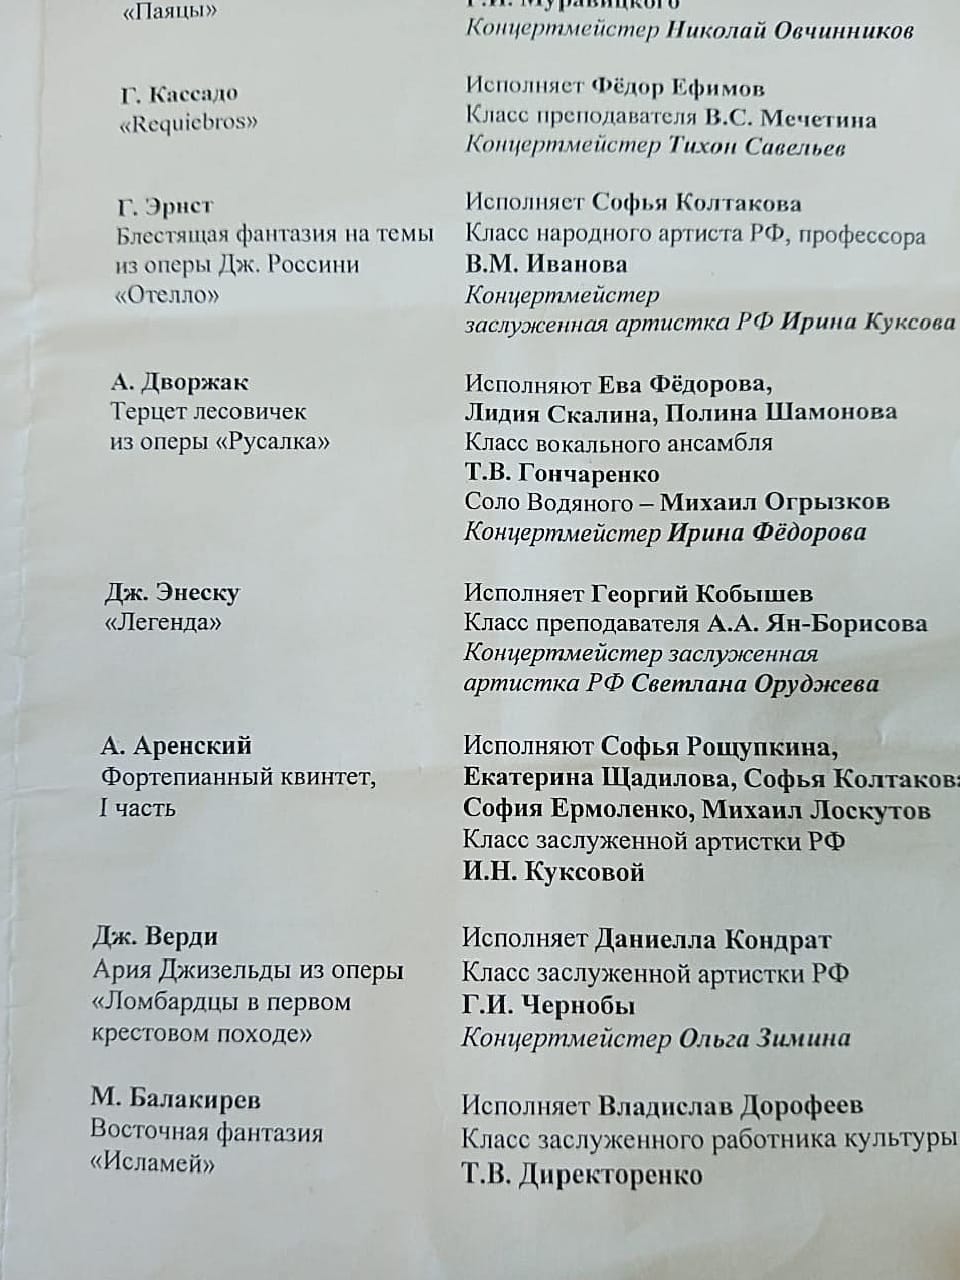 «Паяцы»
Концертмейстер Николай Овчинников
Г. Кассадо
«Requiebros»
Исполняет Фёдор Ефимов
Класс преподавателя В.С. Мечетина
Концертмейстер Тихон Савельев
Г. Эрнст
Блестящая фантазия на темы
из оперы Дж. Россини
«Отелло»
Исполняет Софья Колтакова
Класс народного артиста РФ, профессора
В.М. Иванова
Концертмейстер
заслуженная артистка РФ Ирина Куксова
А. Дворжак
Терцет лесовичек
из оперы «Русалка»
Исполняют Ева Фёдорова,
Лидия Скалина, Полина Шамонова
Класс вокального ансамбля
Т.В. Гончаренко
Соло Водяного – Михаил Огрызков
Концертмейстер Ирина Фёдорова
Дж. Энеску
«Легенда»
Исполняет Георгий Кобышев
Класс преподавателя А.А. Ян-Борисова
Концертмейстер заслуженная
артистка РФ Светлана Оруджева
А. Аренский
Фортепианный квинтет,
I часть
Исполняют Софья Рощупкина,
Екатерина Щадилова, Софья Колтакова
София Ермоленко, Михаил Лоскутов
Класс заслуженной артистки РФ
И.Н. Куксовой
Дж. Верди
Ария Джизельды из оперы
«Ломбардцы в первом
крестовом походе»
Исполняет Даниелла Кондрат
Класс заслуженной артистки РФ
Г.И. Чернобы
Концертмейстер Ольга Зимина
М. Балакирев
Восточная фантазия
«Исламей»
Исполняет Владислав Дорофеев
Класс заслуженного работника культуры
Т.В. Директоренко